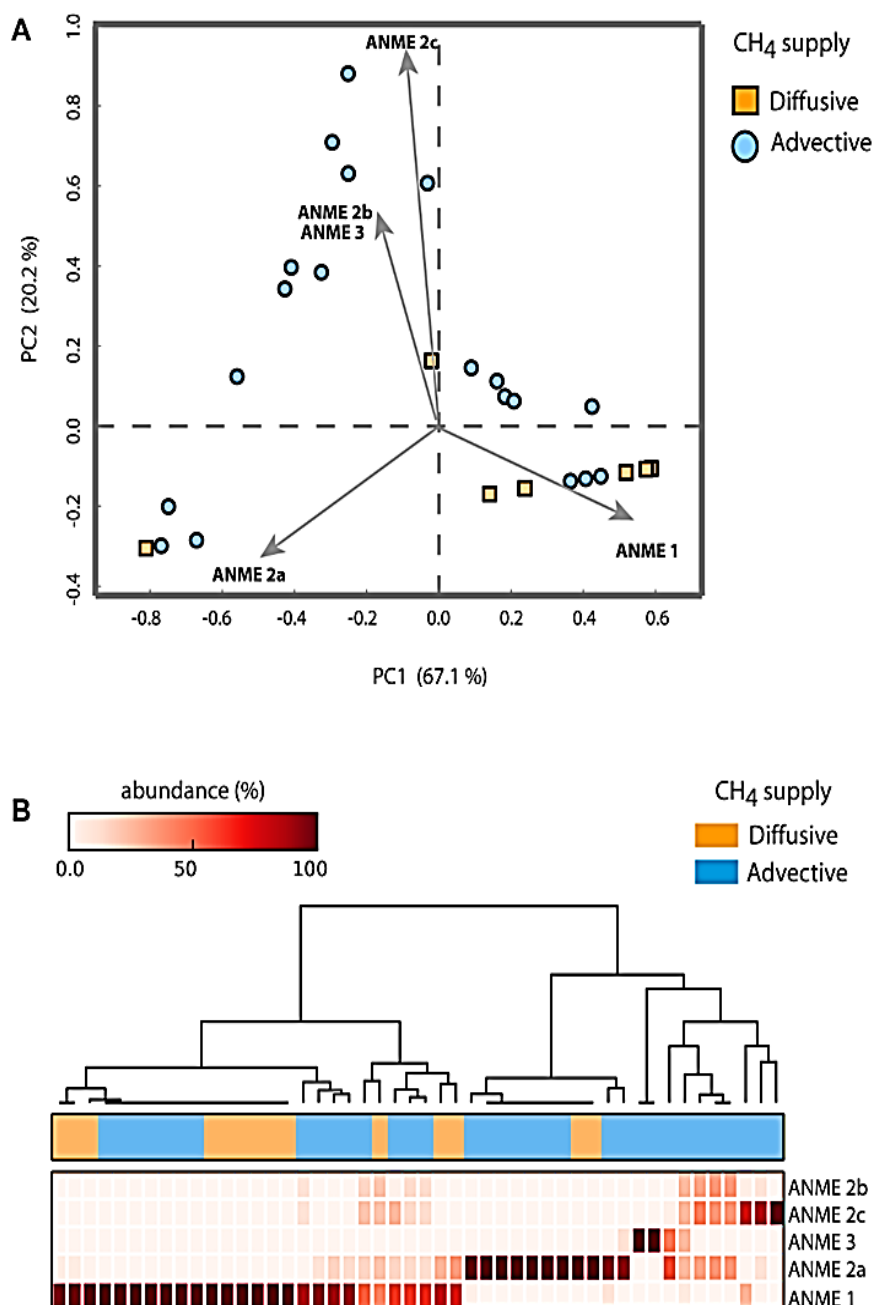 A
CH4 supply
Diffusive
Advective
ANME 2c
ANME 2b
ANME 3
ANME 2a
ANME 1
PC2 (20.2 %)
1.0
0.8
0.6
0.4
0.2
0.0
-0.2
-0.4
-0.8
-0.6
-0.4
-0.2
0.0
0.2
0.4
0.6
PC1 (67.1 %)
B
abundance (%)
0.0
50
100
CH4 supply
Diffusive
Advective
ANME 2b
ANME 2c
ANME 3
ANME 2a
ANME 1